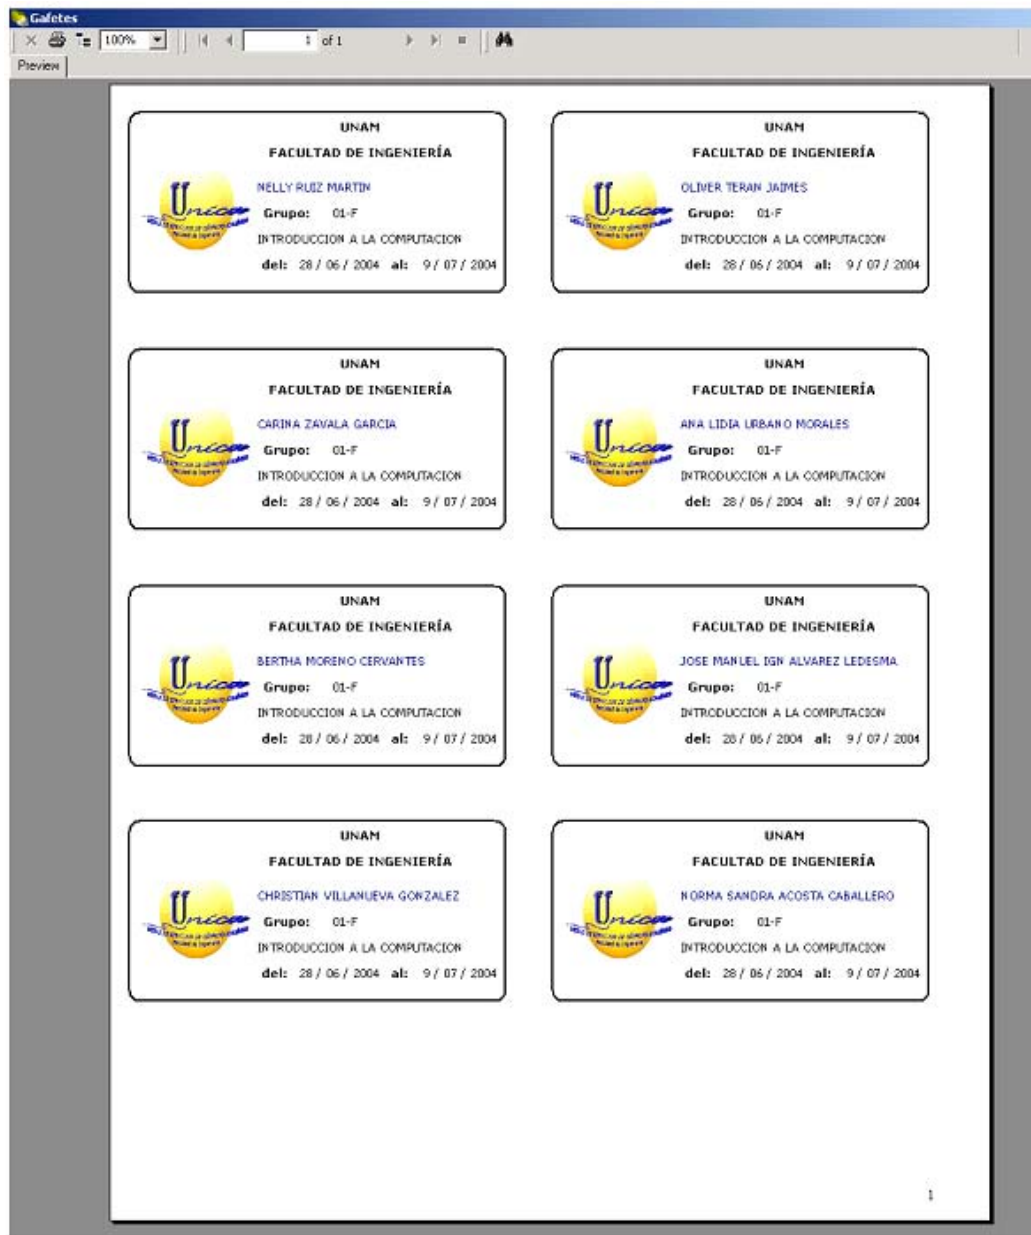 Gafetes
100% 1 of 1
Preview
UNAM
FACULTAD DE INGENIERÍA
Unica
NELLY RUIZ MARTIN
Grupo: 01-F
INTRODUCCION A LA COMPUTACION
del: 28 / 06 / 2004 al: 9 / 07 / 2004
UNAM
FACULTAD DE INGENIERÍA
Unica
OLIVER TERAN JAIMES
Grupo: 01-F
INTRODUCCION A LA COMPUTACION
del: 28 / 06 / 2004 al: 9 / 07 / 2004
UNAM
FACULTAD DE INGENIERÍA
Unica
CARINA ZAVALA GARCIA
Grupo: 01-F
INTRODUCCION A LA COMPUTACION
del: 28 / 06 / 2004 al: 9 / 07 / 2004
UNAM
FACULTAD DE INGENIERÍA
Unica
ANA LIDIA URBANO MORALES
Grupo: 01-F
INTRODUCCION A LA COMPUTACION
del: 28 / 06 / 2004 al: 9 / 07 / 2004
UNAM
FACULTAD DE INGENIERÍA
Unica
BERTHA MORENO CERVANTES
Grupo: 01-F
INTRODUCCION A LA COMPUTACION
del: 28 / 06 / 2004 al: 9 / 07 / 2004
UNAM
FACULTAD DE INGENIERÍA
Unica
JOSE MANUEL IGN ALVAREZ LEDESMA
Grupo: 01-F
INTRODUCCION A LA COMPUTACION
del: 28 / 06 / 2004 al: 9 / 07 / 2004
UNAM
FACULTAD DE INGENIERÍA
Unica
CHRISTIAN VILLANUEVA GONZALEZ
Grupo: 01-F
INTRODUCCION A LA COMPUTACION
del: 28 / 06 / 2004 al: 9 / 07 / 2004
UNAM
FACULTAD DE INGENIERÍA
Unica
NORMA SANDRA ACOSTA CABALLERO
Grupo: 01-F
INTRODUCCION A LA COMPUTACION
del: 28 / 06 / 2004 al: 9 / 07 / 2004
1